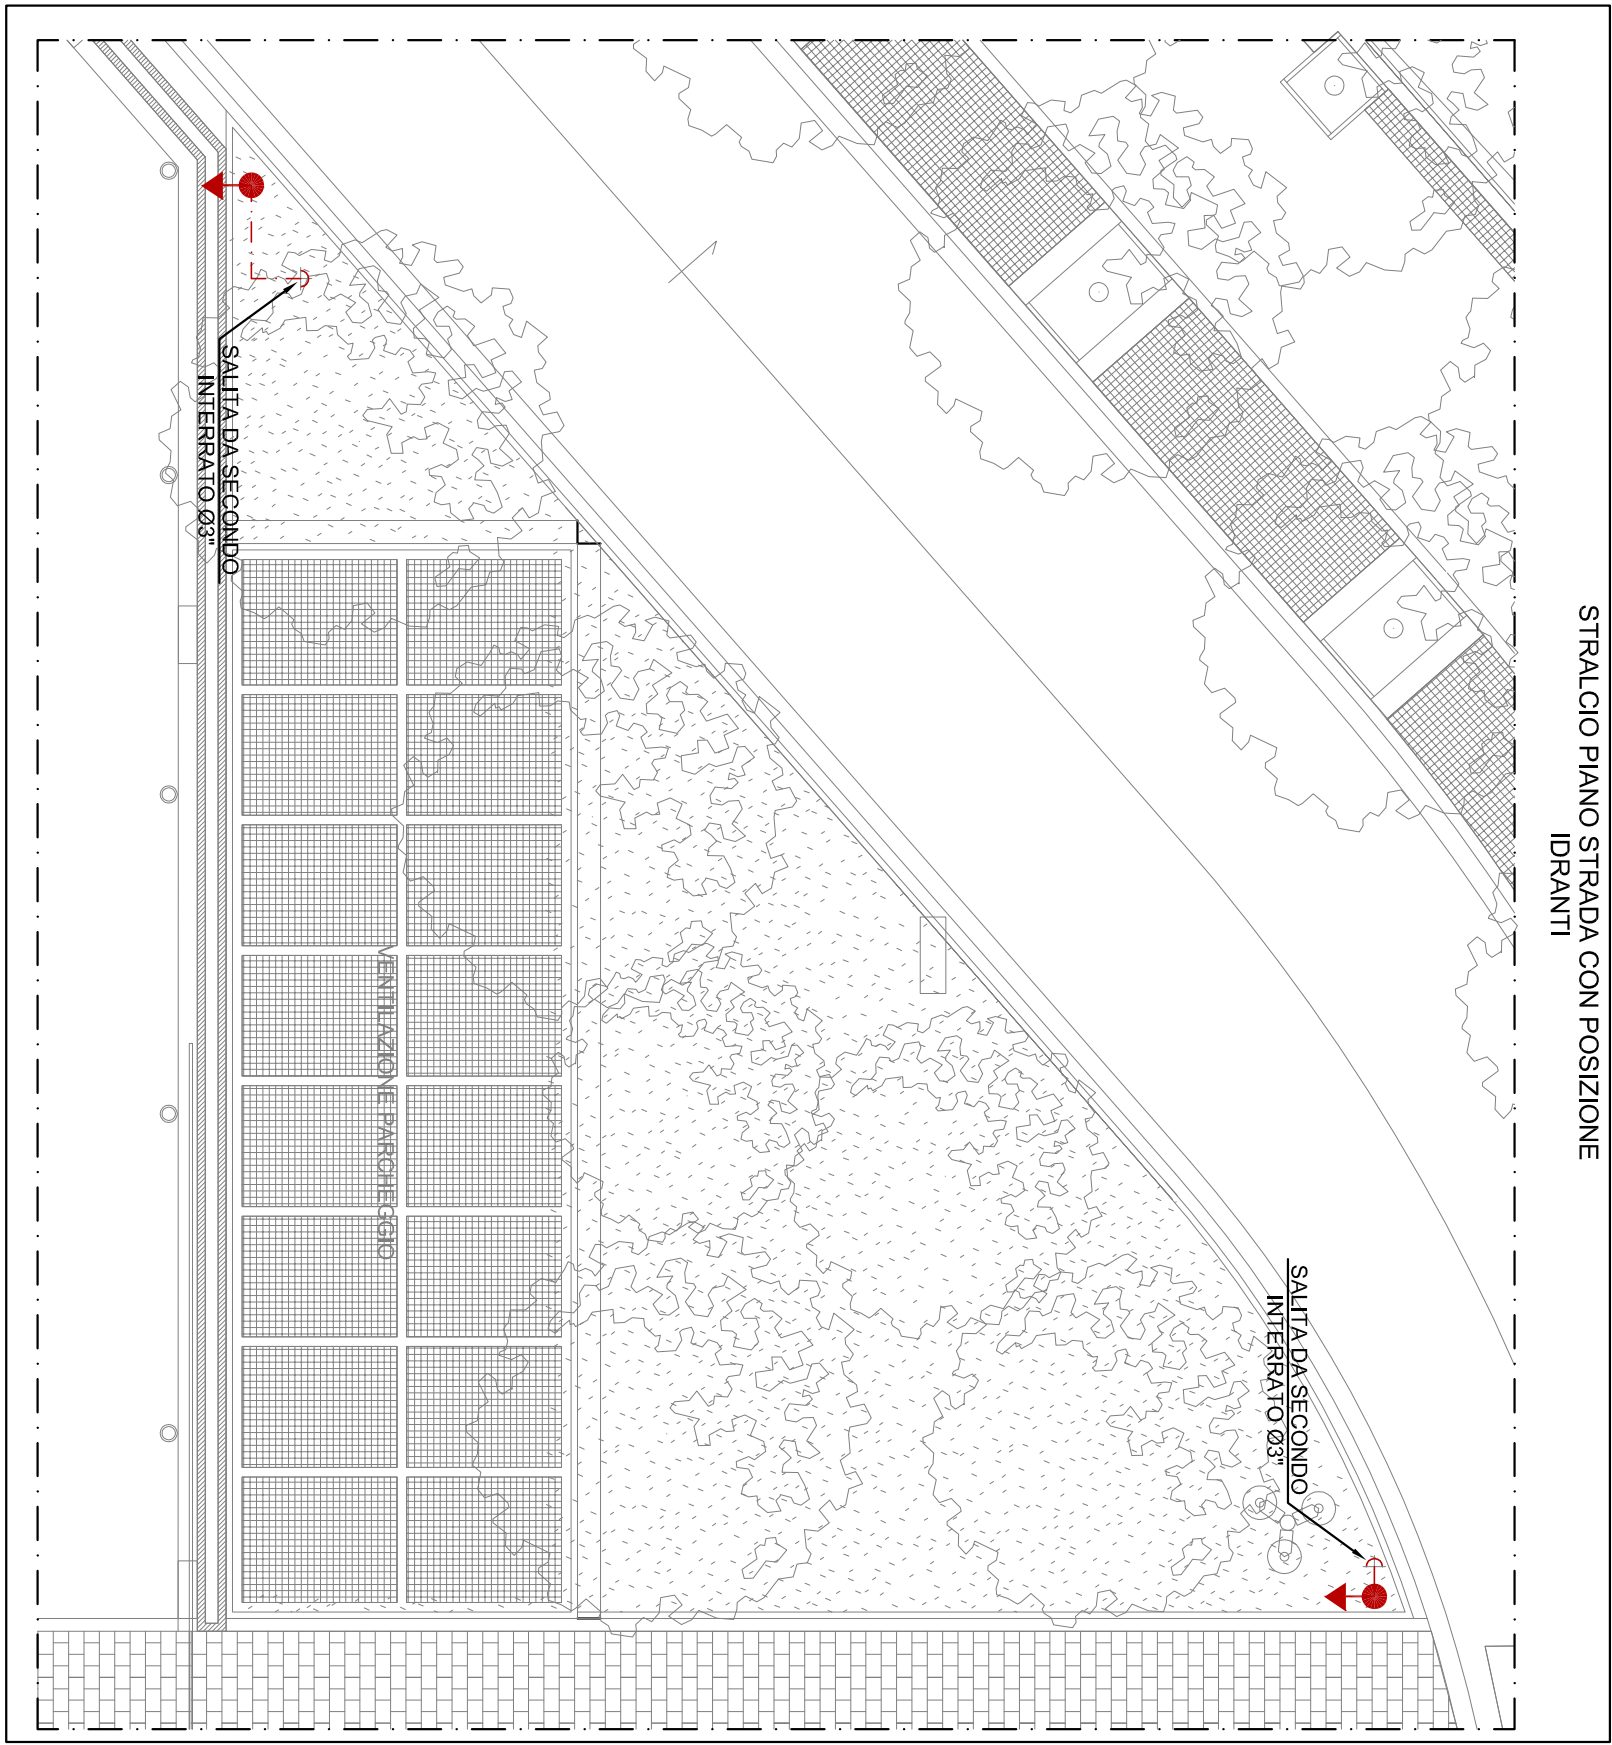 STRALCIO PIANO STRADA CON POSIZIONE
IDRANTI
SALITA DA SECONDO
INTERRATO Ø3"
VENTILAZIONE PARCHEGGIO
SALITA DA SECONDO
INTERRATO Ø3"